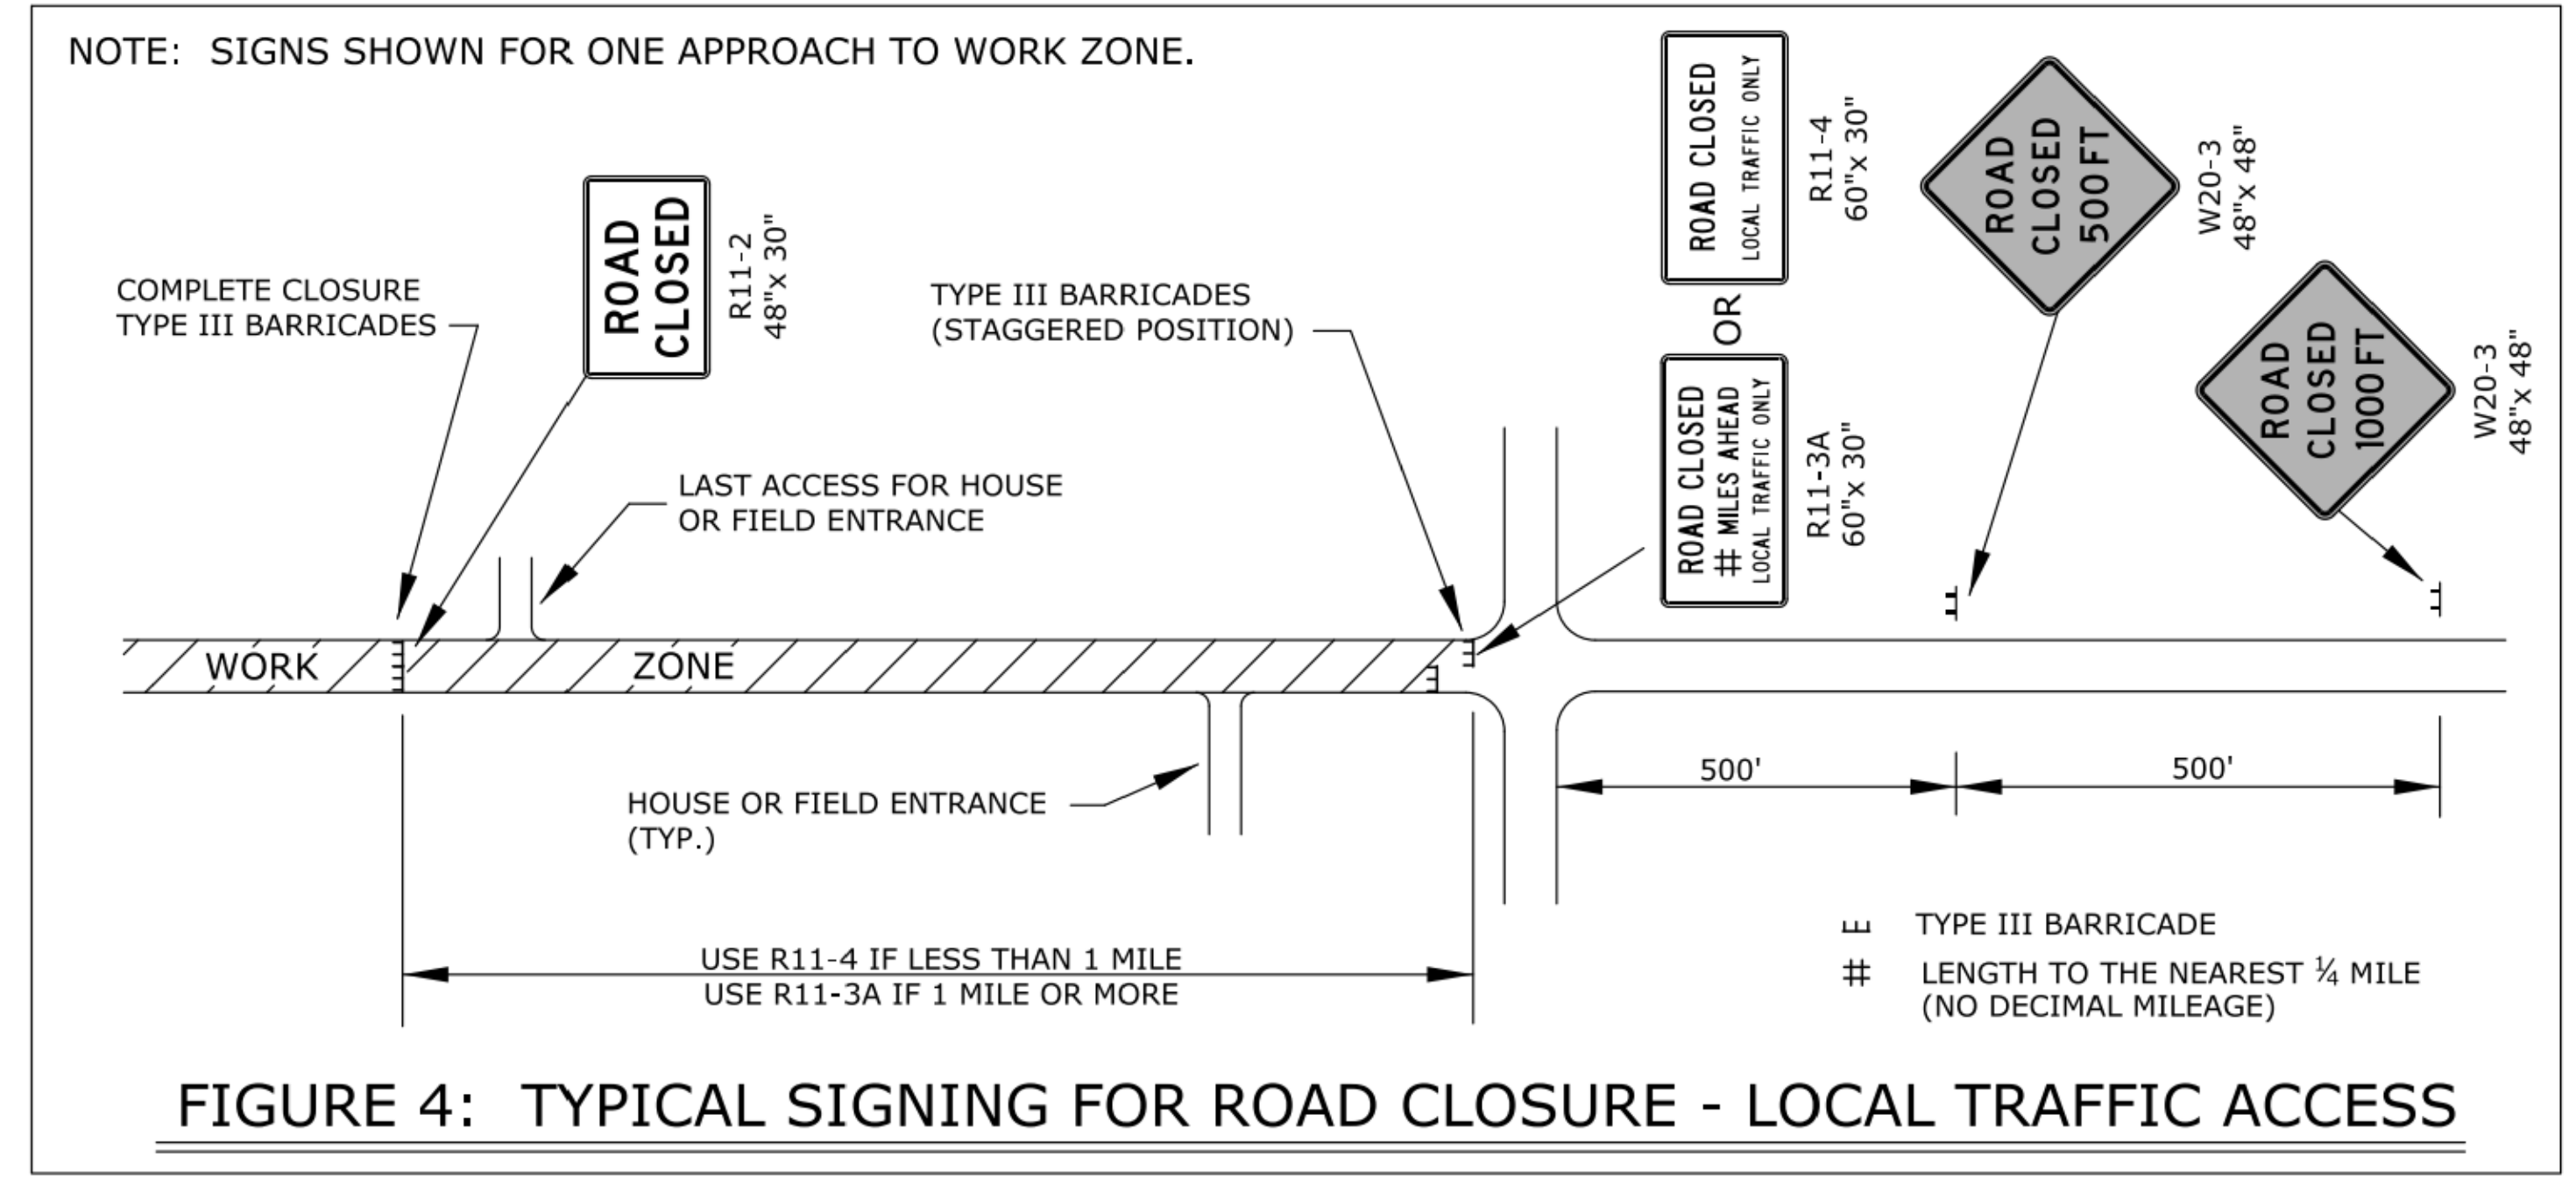 NOTE: SIGNS SHOWN FOR ONE APPROACH TO WORK ZONE.
COMPLETE CLOSURE
TYPE III BARRICADES
ROAD
CLOSED
R11-2
48"x 30"
TYPE III BARRICADES
(STAGGERED POSITION)
ROAD CLOSED
LOCAL TRAFFIC ONLY
R11-4
60"x 30"
OR
ROAD CLOSED
# MILES AHEAD
LOCAL TRAFFIC ONLY
R11-3A
60"x 30"
ROAD
CLOSED
500 FT
W20-3
48"x 48"
ROAD
CLOSED
1000 FT
W20-3
48"x 48"
LAST ACCESS FOR HOUSE
OR FIELD ENTRANCE
WORK ZONE
HOUSE OR FIELD ENTRANCE
(TYP.)
500'
500'
USE R11-4 IF LESS THAN 1 MILE
USE R11-3A IF 1 MILE OR MORE
E TYPE III BARRICADE
# LENGTH TO THE NEAREST ¼ MILE
(NO DECIMAL MILEAGE)
FIGURE 4: TYPICAL SIGNING FOR ROAD CLOSURE - LOCAL TRAFFIC ACCESS